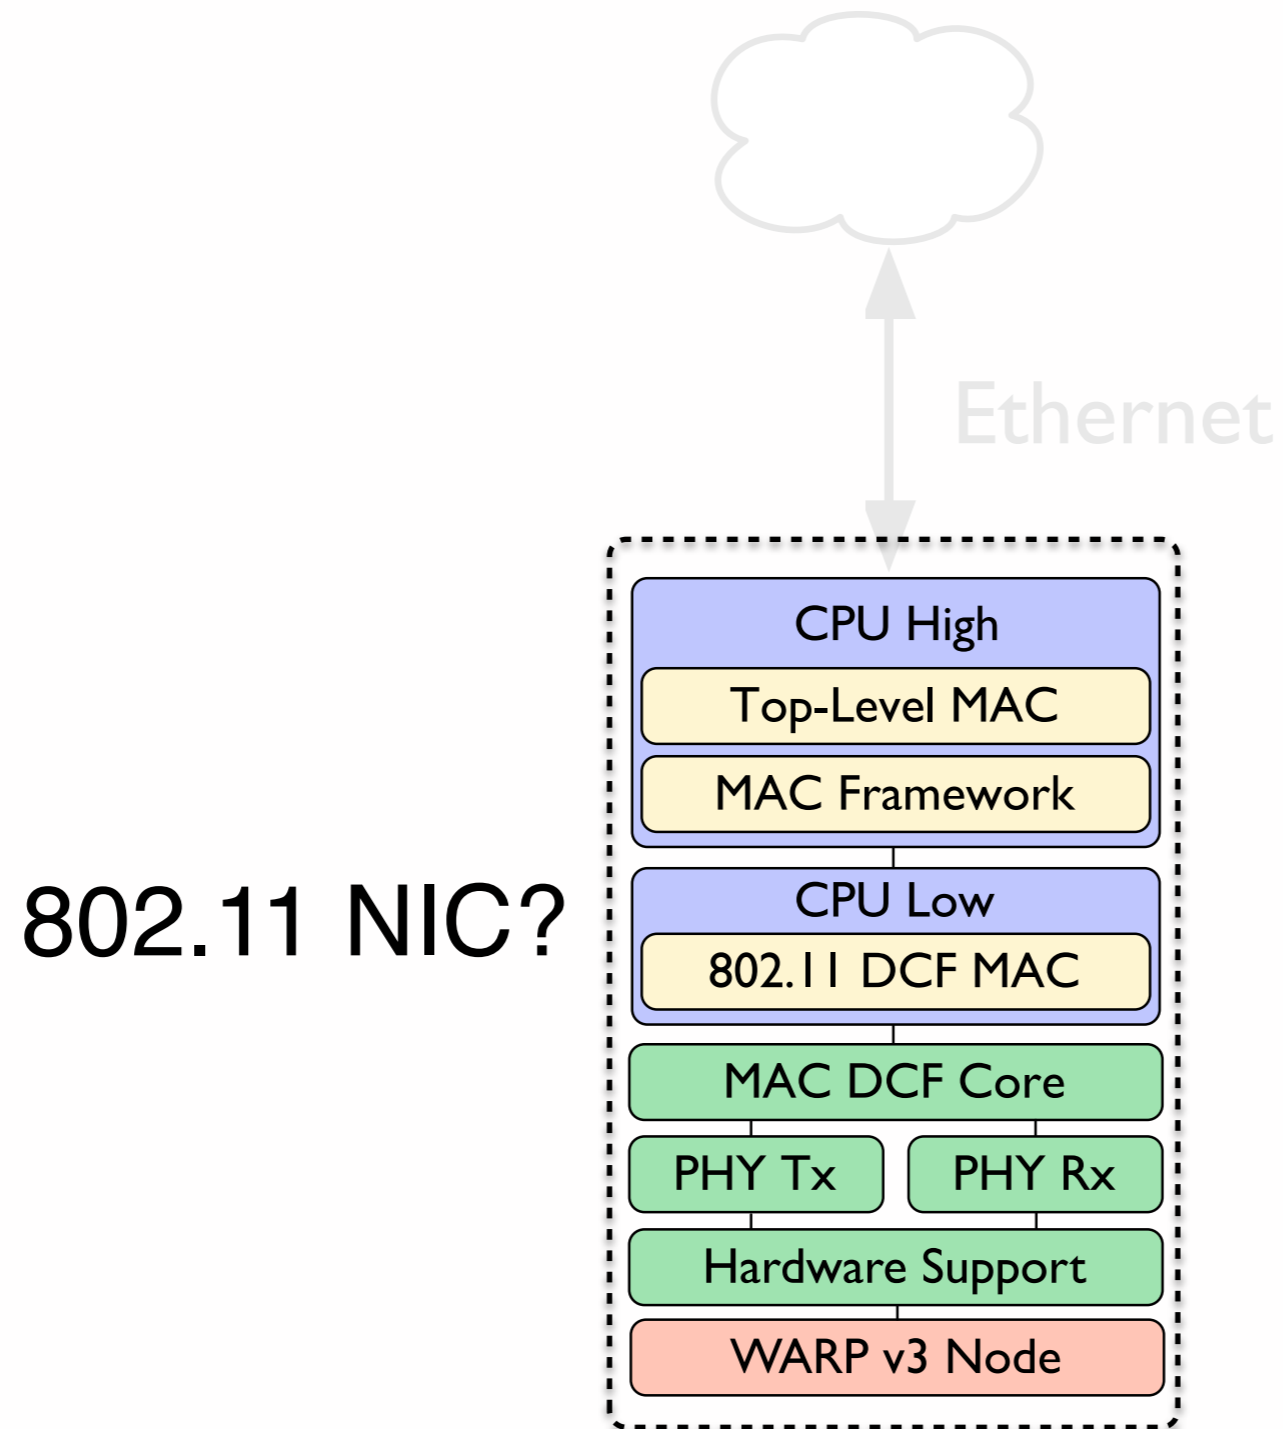 Ethernet
CPU High
Top-Level MAC
MAC Framework
802.11 NIC?
CPU Low
802.11 DCF MAC
MAC DCF Core
PHY Tx
PHY Rx
Hardware Support
WARP v3 Node